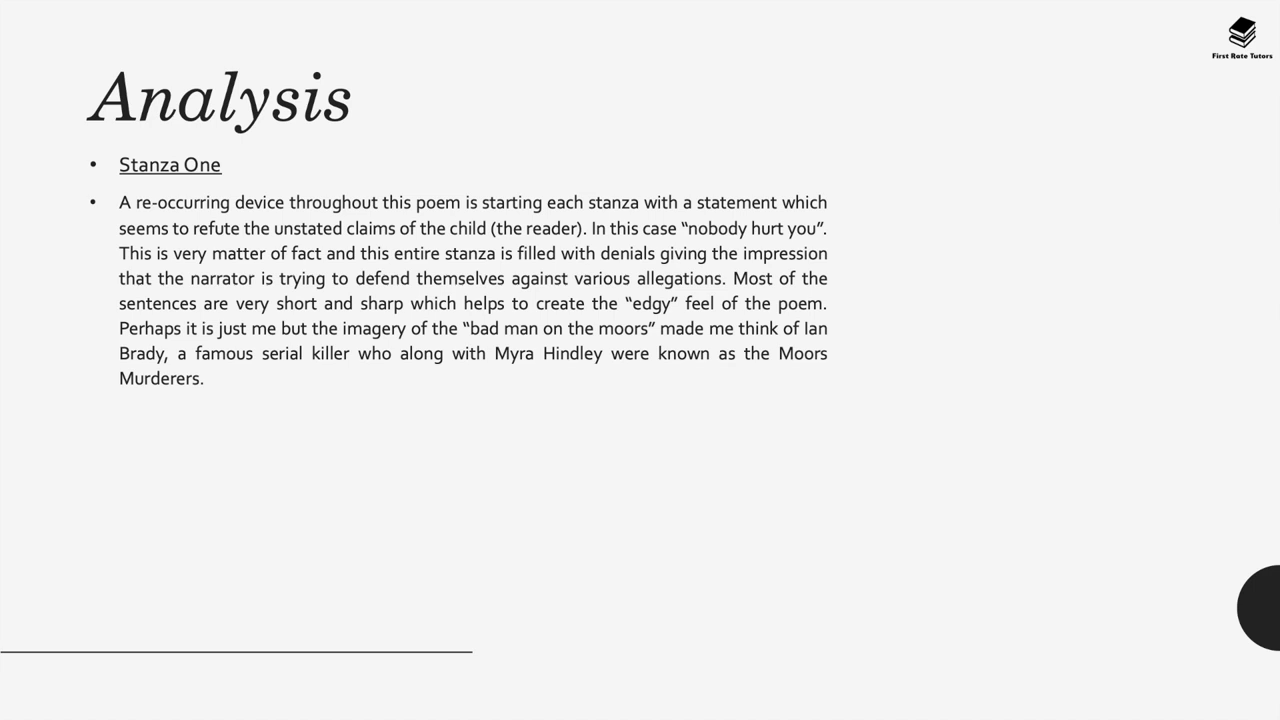 First Rate Tutors
Analysis
• Stanza One
• A re-occurring device throughout this poem is starting each stanza with a statement which
seems to refute the unstated claims of the child (the reader). In this case “nobody hurt you”.
This is very matter of fact and this entire stanza is filled with denials giving the impression
that the narrator is trying to defend themselves against various allegations. Most of the
sentences are very short and sharp which helps to create the “edgy” feel of the poem.
Perhaps it is just me but the imagery of the “bad man on the moors” made me think of Ian
Brady, a famous serial killer who along with Myra Hindley were known as the Moors
Murderers.